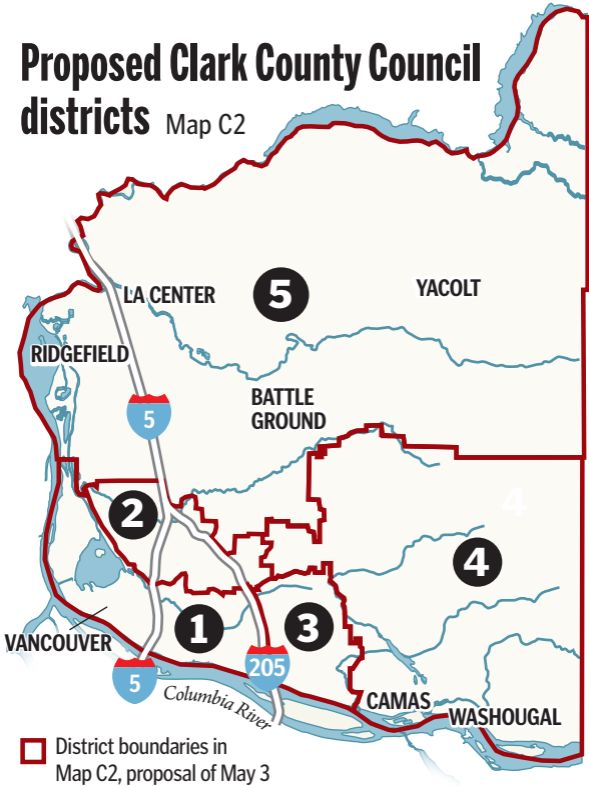 Proposed Clark County Council
districts Map C2
LA CENTER
5
YACOLT
RIDGEFIELD
5
BATTLE
GROUND
2
4
4
1
3
VANCOUVER
5
205
Columbia River
CAMAS
WASHOUGAL
District boundaries in
Map C2, proposal of May 3